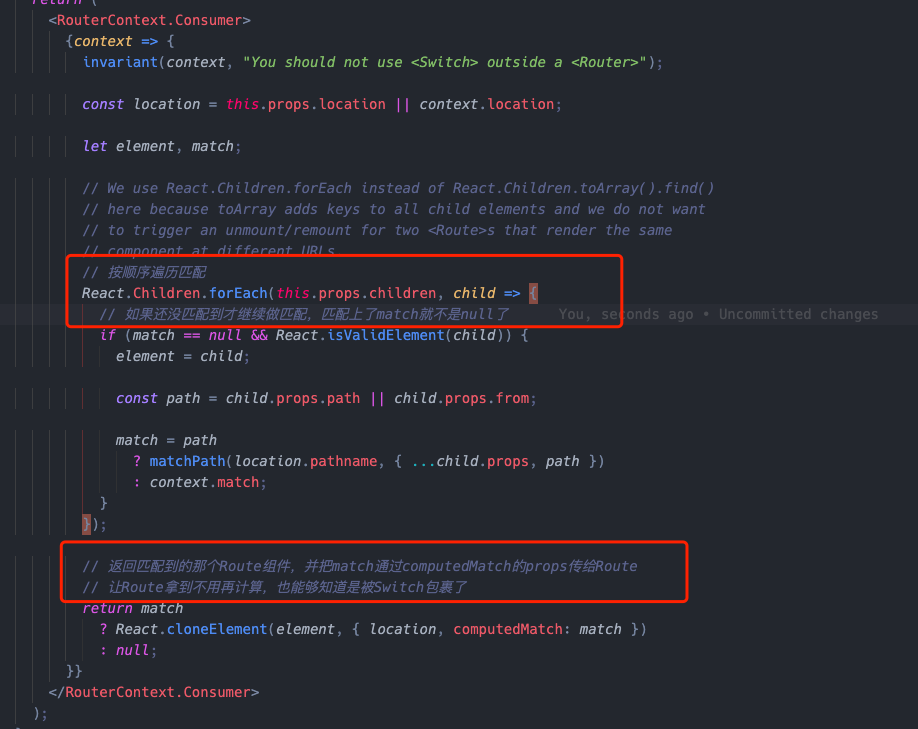 return (
<RouterContext.Consumer>
{context => {
invariant(context, "You should not use <Switch> outside a <Router>");
const location = this.props.location || context.location;
let element, match;
// We use React.Children.forEach instead of React.Children.toArray().find()
// here because toArray adds keys to all child elements and we do not want
// to trigger an unmount/remount for two <Route>s that render the same
// component at different URLs.
// 按顺序遍历匹配
React.Children.forEach(this.props.children, child => {
// 如果还没匹配到才继续做匹配，匹配上了match就不是null了 You, seconds ago • Uncommitted changes
if (match == null && React.isValidElement(child)) {
element = child;
const path = child.props.path || child.props.from;
match = path
? matchPath(location.pathname, { ...child.props, path })
: context.match;
}
});
// 返回匹配到的那个Route组件，并把match通过computedMatch的props传给Route
// 让Route拿到不用再计算，也能够知道是被Switch包裹了
return match
? React.cloneElement(element, { location, computedMatch: match })
: null;
}}
</RouterContext.Consumer>
);